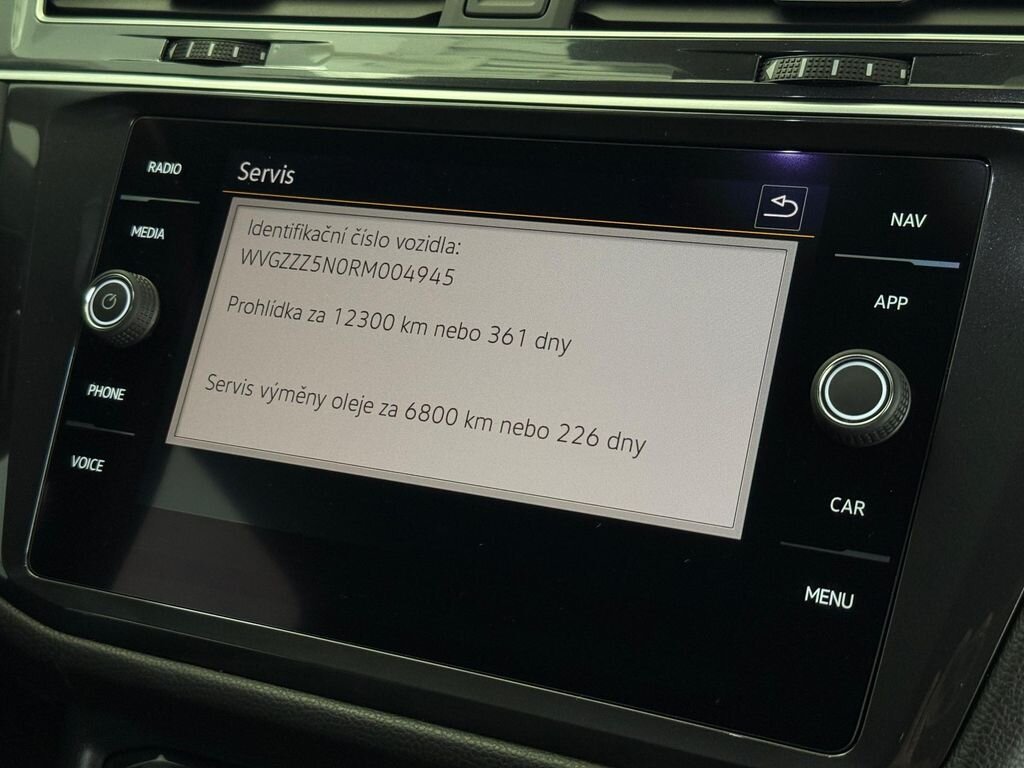 RADIO
MEDIA
PHONE
VOICE
Servis
Identifikační číslo vozidla:
WVGZZZ5N0RM004945
Prohlídka za 12300 km nebo 361 dny
Servis výměny oleje za 6800 km nebo 226 dny
NAV
APP
CAR
MENU